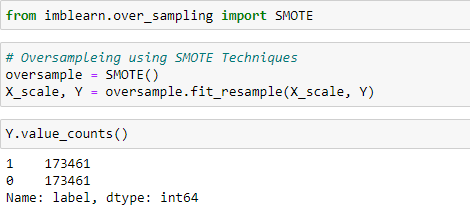 from imblearn.over_sampling import SMOTE
# Oversampleing using SMOTE Techniques
oversample = SMOTE()
X_scale, Y = oversample.fit_resample(X_scale, Y)
Y.value_counts()
1    173461
0    173461
Name: label, dtype: int64